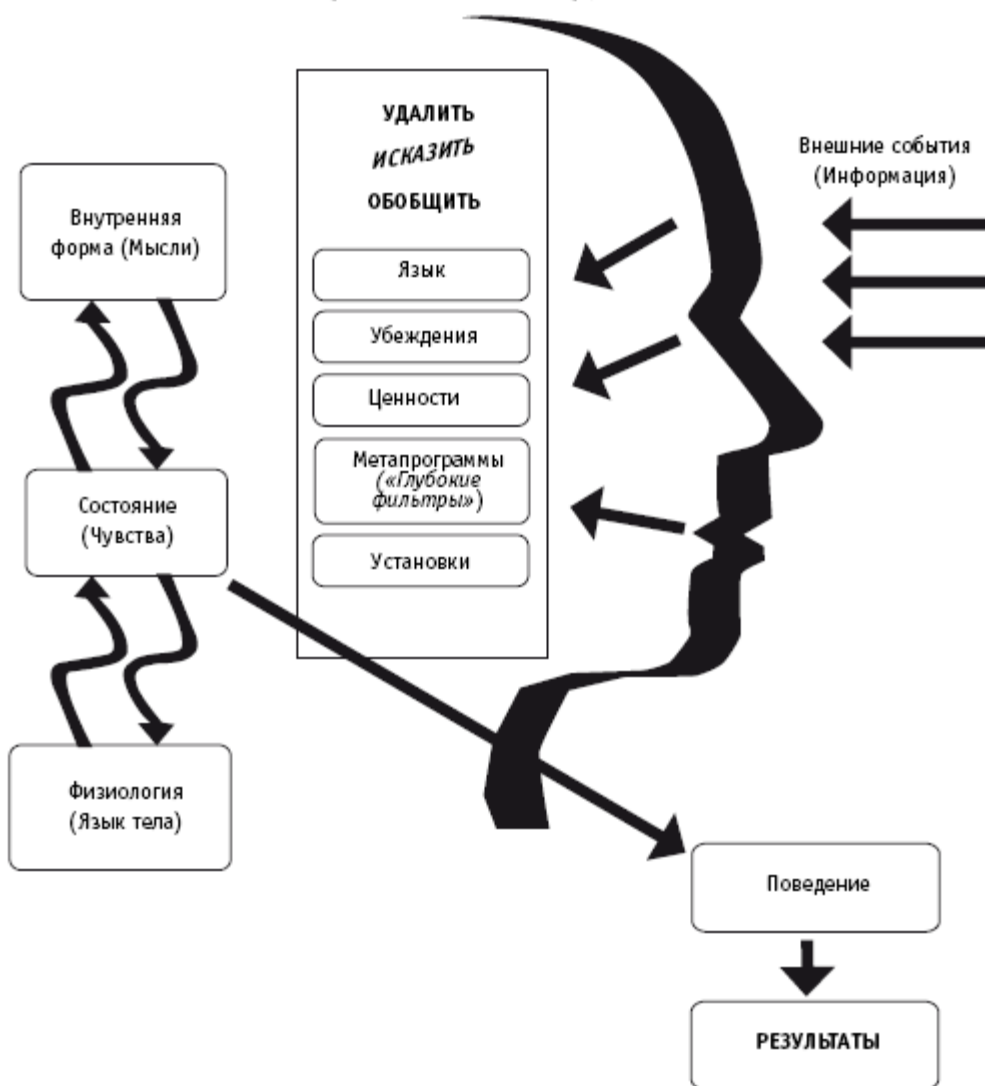 УДАЛИТЬ
ИСКАЗИТЬ
ОБОБЩИТЬ
Язык
Убеждения
Ценности
Метапрограммы
(«Глубокие
фильтры»)
Установки
Внешние события
(Информация)
Внутренняя
форма (Мысли)
Состояние
(Чувства)
Физиология
(Язык тела)
Поведение
РЕЗУЛЬТАТЫ